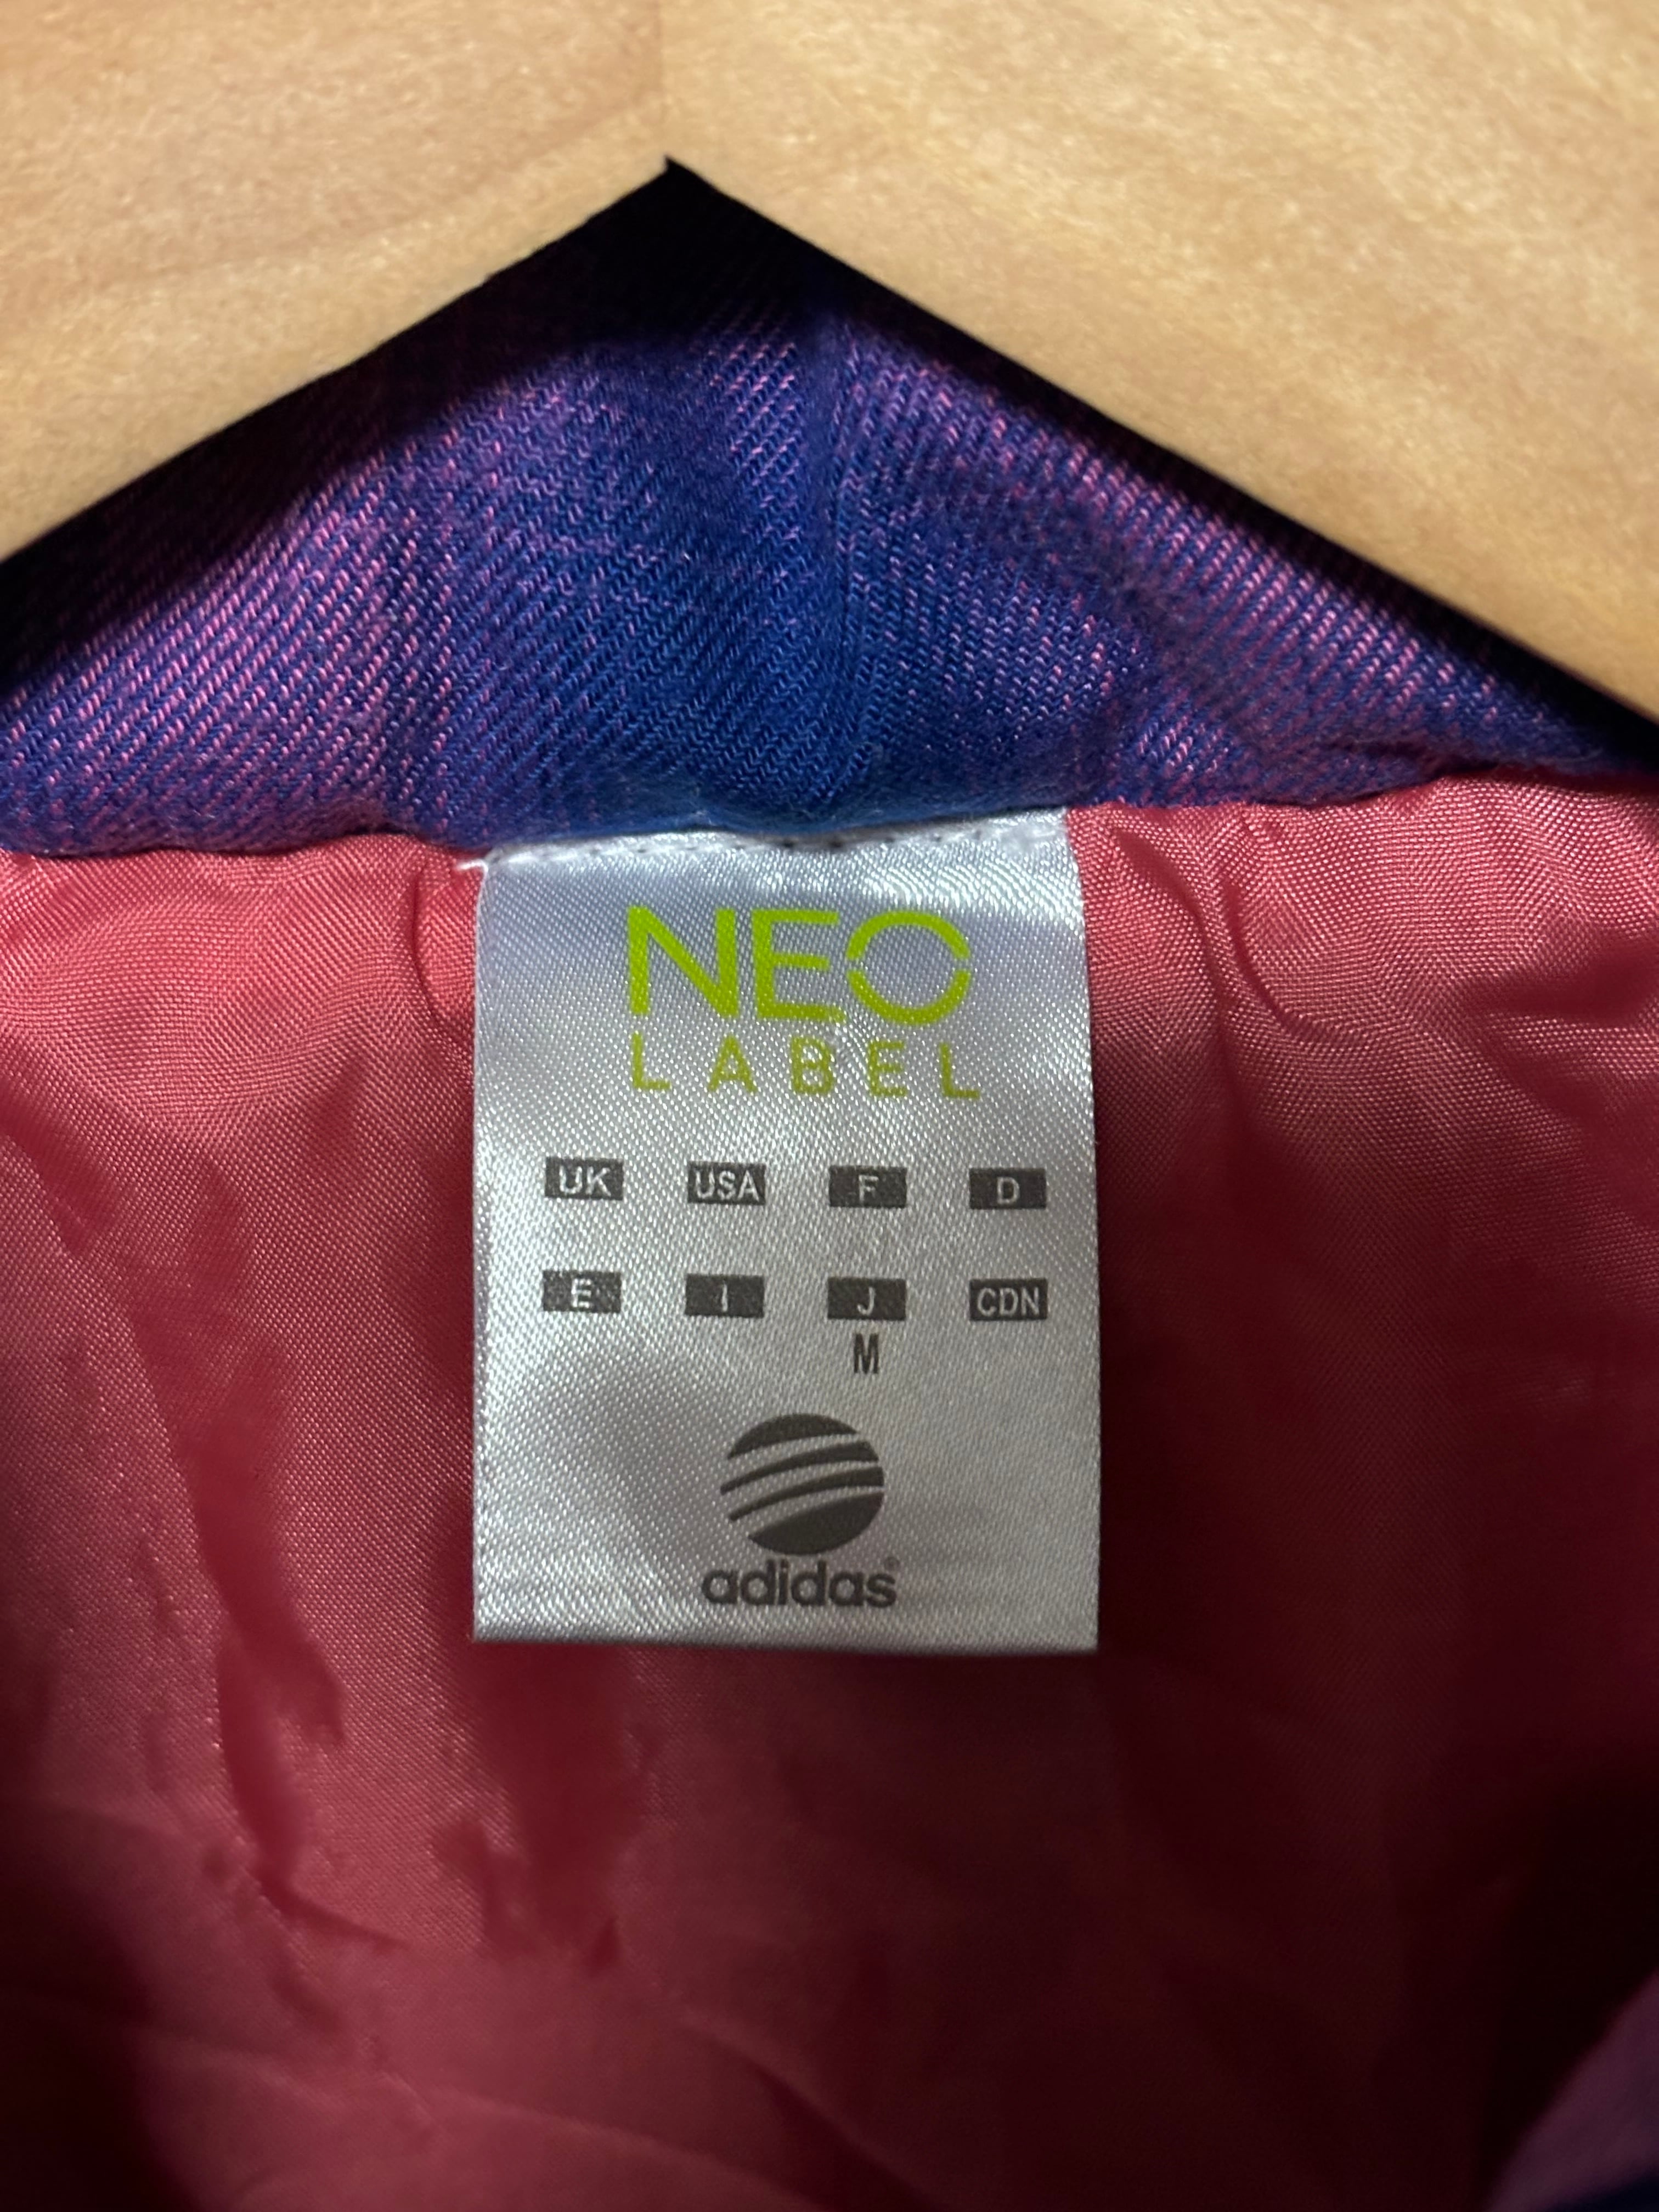 NEO
LABEL
UK USA F D
E I J CDN
M
adidas®